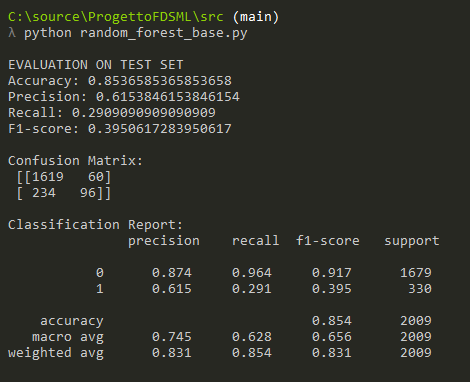 C:\source\ProgettoFDSML\src (main)
λ python random_forest_base.py
EVALUATION ON TEST SET
Accuracy: 0.8536585365853658
Precision: 0.6153846153846154
Recall: 0.2909090909090909
F1-score: 0.3950617283950617
Confusion Matrix:
[[1619   60]
[ 234   96]]
Classification Report:
precision    recall  f1-score   support
0      0.874     0.964     0.917      1679
1      0.615     0.291     0.395       330
accuracy                          0.854      2009
macro avg      0.745     0.628     0.656      2009
weighted avg      0.831     0.854     0.831      2009